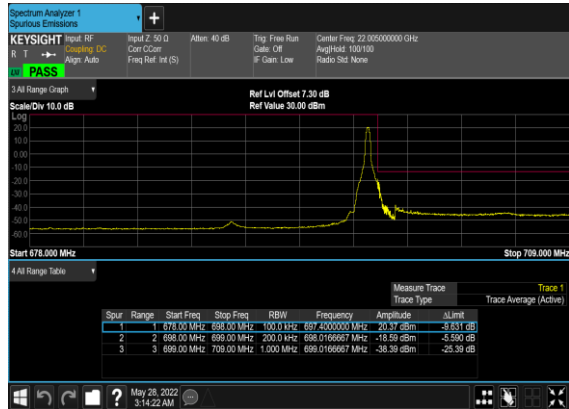 Spectrum Analyzer 1
Spurious Emissions
KEYSIGHT Input: RF Input Z: 50 Ω Atten: 40 dB Trig: Free Run Center Freq: 22.005000000 GHz
R T Coupling: DC Corr CCorr Gate: Off Avg|Hold: 100/100
Align: Auto Freq Ref: Int (S) IF Gain: Low Radio Std: None
PASS
3 All Range Graph
Ref Lvl Offset 7.30 dB
Scale/Div 10.0 dB Ref Value 30.00 dBm
Log
20.0
10.0
0.00
-10.0
-20.0
-30.0
-40.0
-50.0
-60.0
Start 678.000 MHz Stop 709.000 MHz
4 All Range Table
Measure Trace Trace 1
Trace Type Trace Average (Active)
Spur Range Start Freq Stop Freq RBW Frequency Amplitude ΔLimit
1 1 678.00 MHz 698.00 MHz 100.0 kHz 697.4000000 MHz 20.37 dBm -9.631 dB
2 2 698.00 MHz 699.00 MHz 200.0 kHz 698.0166667 MHz -18.59 dBm -5.590 dB
3 3 699.00 MHz 709.00 MHz 1.000 MHz 699.0166667 MHz -38.39 dBm -25.39 dB
May 28, 2022
3:14:22 AM